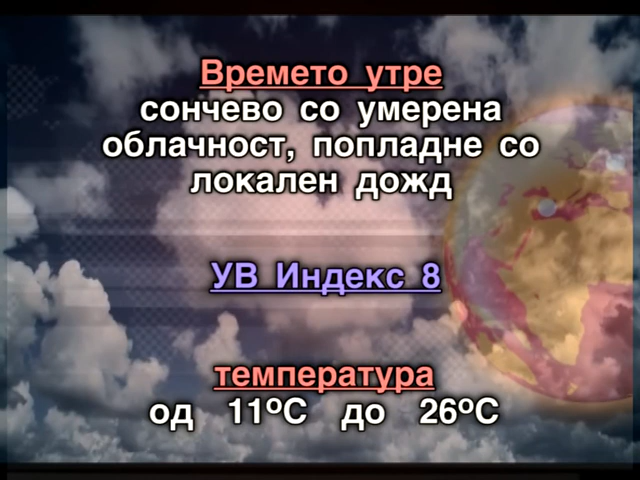 Времето утре
сончево со умерена
облачност, попладне со
локален дожд
УВ Индекс 8
температура
од 11ºC до 26ºC